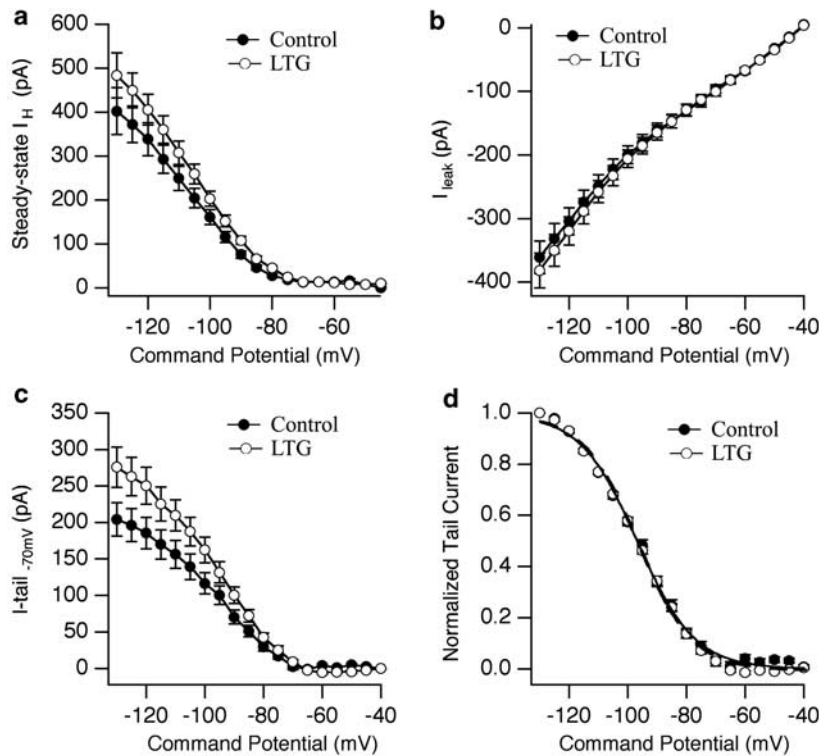 a
Control
LTG
Steady-state I H (pA)
600
500
400
300
200
100
0
-120
-100
-80
-60
Command Potential (mV)
b
Control
LTG
I leak (pA)
0
-100
-200
-300
-400
-120
-100
-80
-60
-40
Command Potential (mV)
c
Control
LTG
I-tail -70mV (pA)
350
300
250
200
150
100
50
0
-120
-100
-80
-60
-40
Command Potential (mV)
d
Control
LTG
Normalized Tail Current
1.0
0.8
0.6
0.4
0.2
0.0
-120
-100
-80
-60
-40
Command Potential (mV)